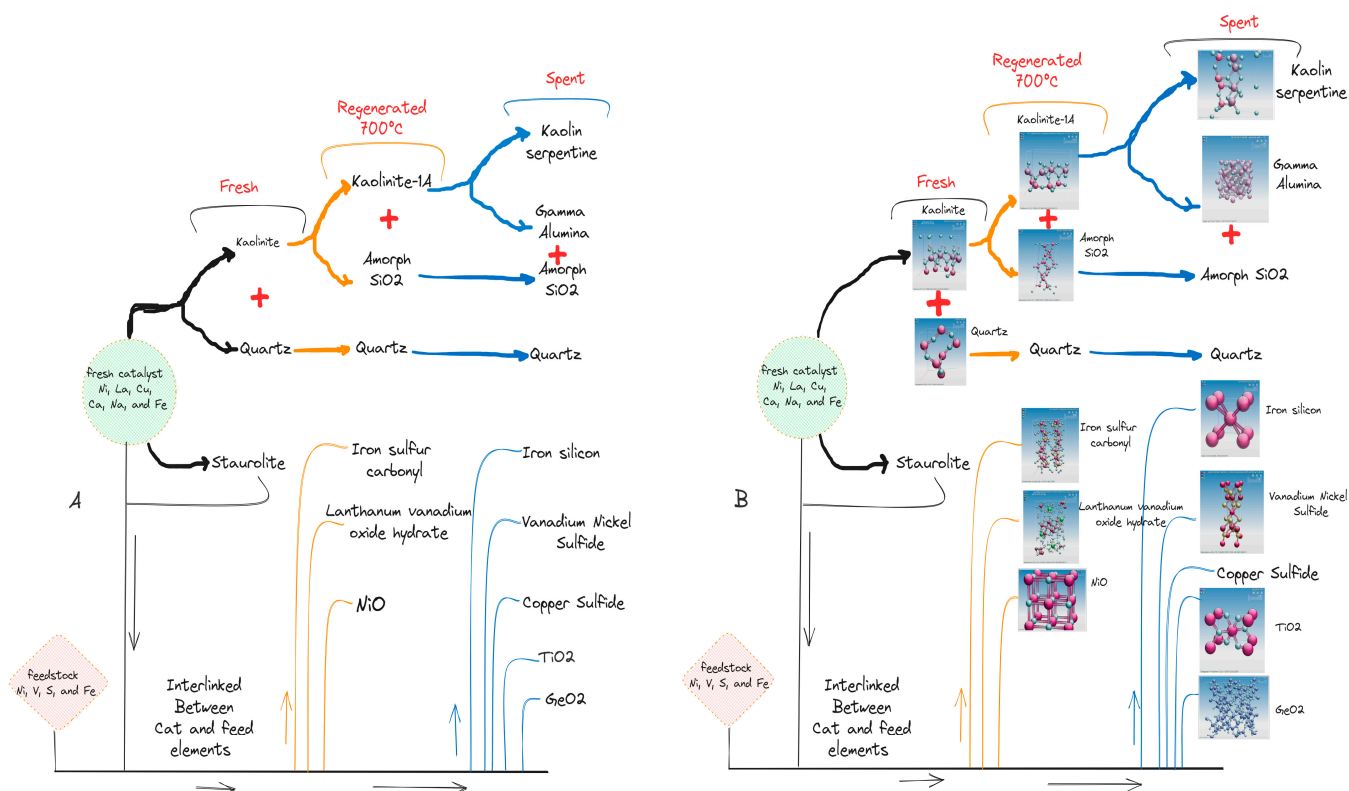 Spent
Regenerated
700°C
Kaolin
serpentine
Fresh
Kaolinite-1A
Kaolinite
Gamma
Alumina
Amorph
SiO2
Amorph
SiO2
Quartz
Quartz
Quartz
fresh catalyst
Ni, La, Cu,
Ca, Na, and Fe
Staurolite
Iron sulfur
carbonyl
Iron silicon
A
Lanthanum vanadium
oxide hydrate
Vanadium Nickel
Sulfide
NiO
Copper Sulfide
TiO2
GeO2
feedstock
Ni, V, S, and Fe
Interlinked
Between
Cat and feed
elements
Spent
Regenerated
700°C
Kaolin
serpentine
Kaolinite-1A
Fresh
Kaolinite
Gamma
Alumina
Amorph
SiO2
Amorph SiO2
Quartz
Quartz
Quartz
fresh catalyst
Ni, La, Cu,
Ca, Na, and Fe
Staurolite
Iron sulfur
carbonyl
Iron silicon
B
Lanthanum vanadium
oxide hydrate
Vanadium Nickel
Sulfide
NiO
Copper Sulfide
TiO2
GeO2
feedstock
Ni, V, S, and Fe
Interlinked
Between
Cat and feed
elements